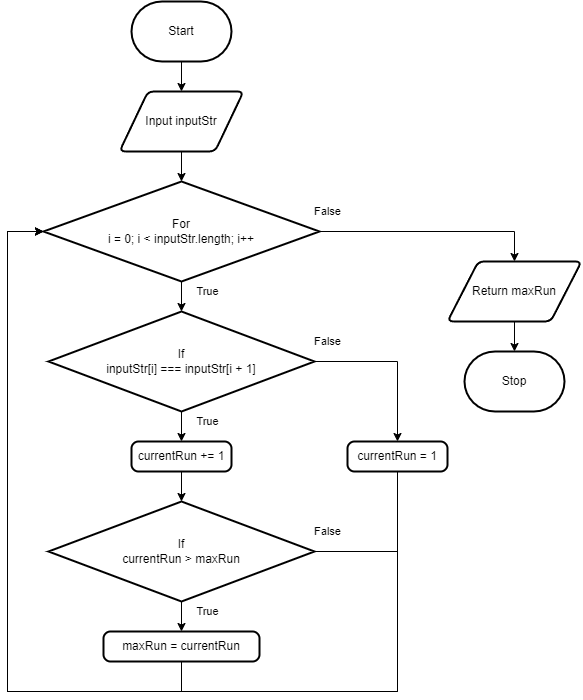 Start
Input inputStr
For
i = 0; i < inputStr.length; i++
False
Return maxRun
Stop
True
If
inputStr[i] === inputStr[i + 1]
False
True
currentRun += 1
currentRun = 1
If
currentRun > maxRun
False
True
maxRun = currentRun